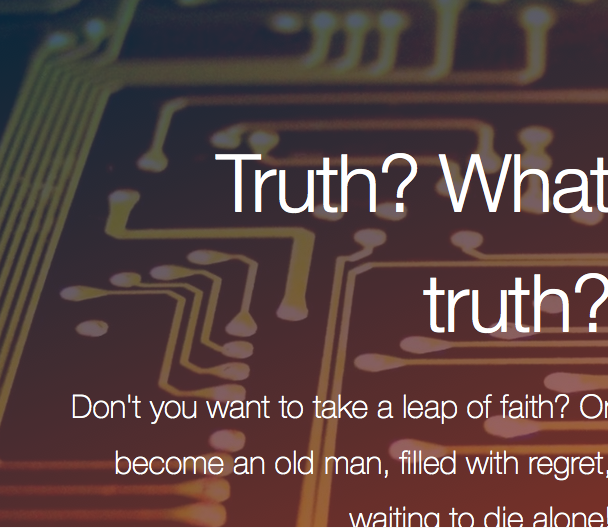 Truth? What
truth?
Don't you want to take a leap of faith? Or
become an old man, filled with regret,
waiting to die alone!